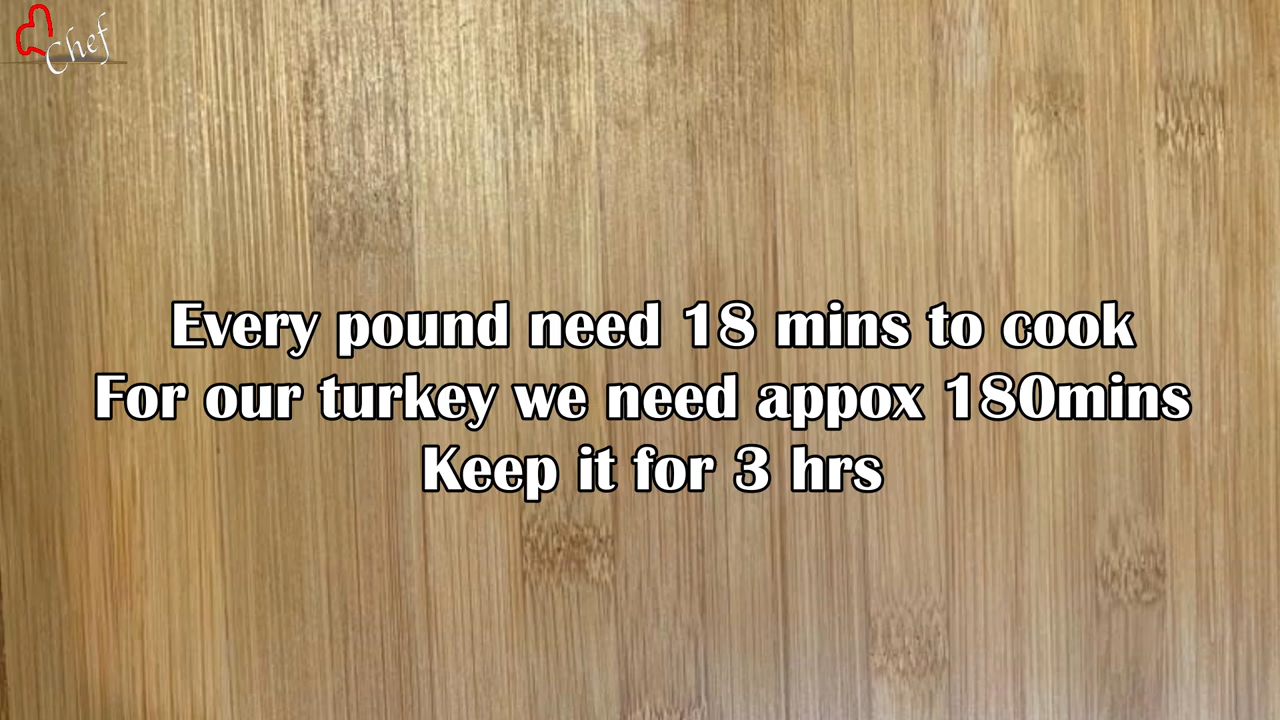 Chef
Every pound need 18 mins to cook
For our turkey we need appox 180mins
Keep it for 3 hrs